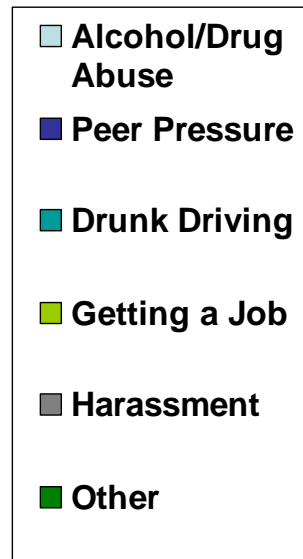 Alcohol/Drug
Abuse
Peer Pressure
Drunk Driving
Getting a Job
Harassment
Other